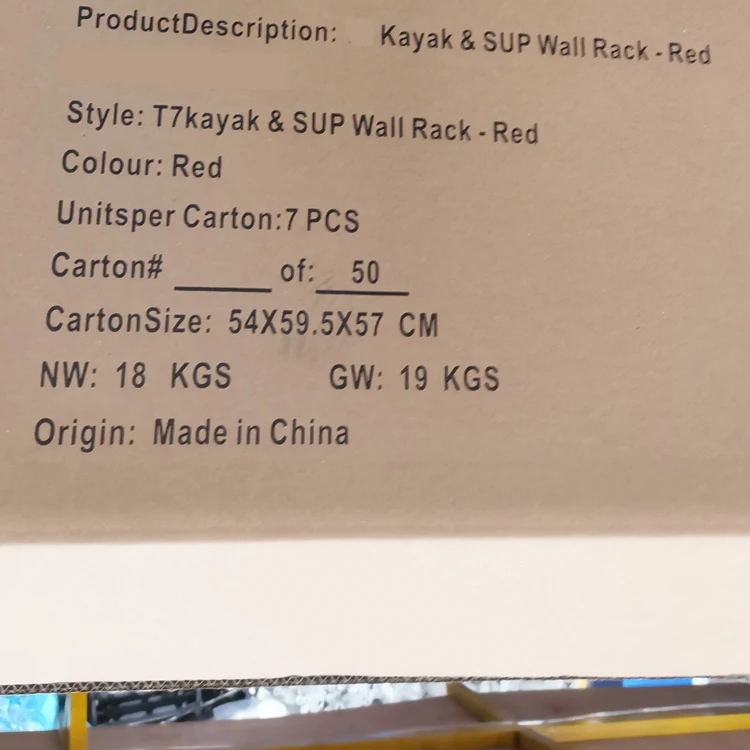 ProductDescription: Kayak & SUP Wall Rack - Red
Style: T7kayak & SUP Wall Rack - Red
Colour: Red
Unitsper Carton:7 PCS
Carton# ______ of: 50
CartonSize: 54X59.5X57 CM
NW: 18 KGS GW: 19 KGS
Origin: Made in China